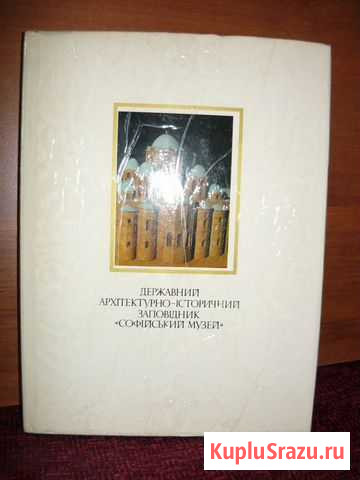 ДЕРЖАВНИЙ
АРХІТЕКТУРНО-ІСТОРИЧНИЙ
ЗАПОВІДНИК
«СОФІЙСЬКИЙ МУЗЕЙ»
KupluSrazu.ru